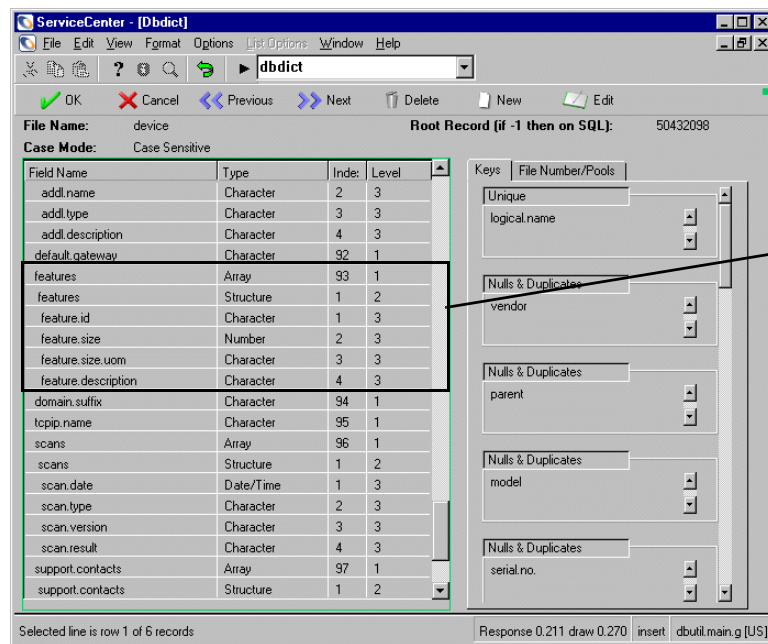 ServiceCenter - [Dbdict]
File Edit View Format Options List Options Window Help
dbdict
OK Cancel Previous Next Delete New Edit
File Name: device Root Record (if -1 then on SQL): 50432098
Case Mode: Case Sensitive
Field Name Type Inde: Level
addl.name Character 2 3
addl.type Character 3 3
addl.description Character 4 3
default.gateway Character 92 1
features Array 93 1
features Structure 1 2
feature.id Character 1 3
feature.size Number 2 3
feature.size.uom Character 3 3
feature.description Character 4 3
domain.suffix Character 94 1
tcpip.name Character 95 1
scans Array 96 1
scans Structure 1 2
scan.date Date/Time 1 3
scan.type Character 2 3
scan.version Character 3 3
scan.result Character 4 3
support.contacts Array 97 1
support.contacts Structure 1 2
Keys File Number/Pools
Unique
logical.name
Nulls & Duplicates
vendor
Nulls & Duplicates
parent
Nulls & Duplicates
model
Nulls & Duplicates
serial.no.
Selected line is row 1 of 6 records Response 0.211 draw 0.270 insert dbutil.main.g [US]